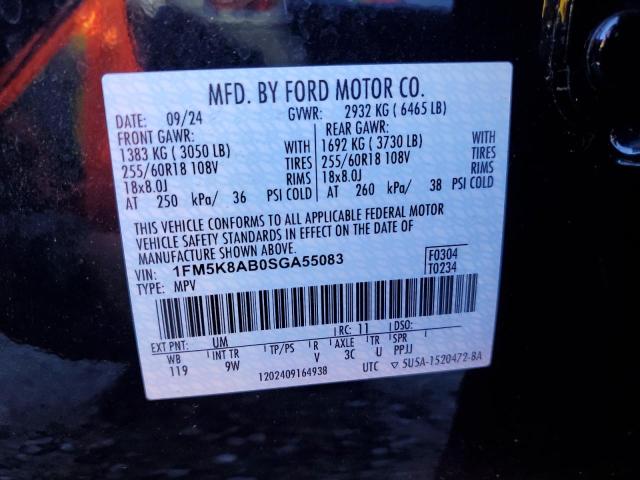 MFD. BY FORD MOTOR CO.
DATE: 09/24 GVWR: 2932 KG ( 6465 LB)
FRONT GAWR: REAR GAWR:
1383 KG ( 3050 LB) WITH 1692 KG ( 3730 LB) WITH
255/60R18 108V TIRES 255/60R18 108V TIRES
18x8.0J RIMS 18x8.0J RIMS
AT 250 kPa/ 36 PSI COLD AT 260 kPa/ 38 PSI COLD
THIS VEHICLE CONFORMS TO ALL APPLICABLE FEDERAL MOTOR
VEHICLE SAFETY STANDARDS IN EFFECT ON THE DATE OF
MANUFACTURE SHOWN ABOVE.
VIN: 1FM5K8AB0SGA55083 F0304
TYPE: MPV T0234
EXT PNT: UM RC: 11 DSO:
WB INT TR TP/PS R AXLE TR SPR
119 9W V 3C U PPJJ
1202409164938 UTC ▽ 5USA-1520472-BA